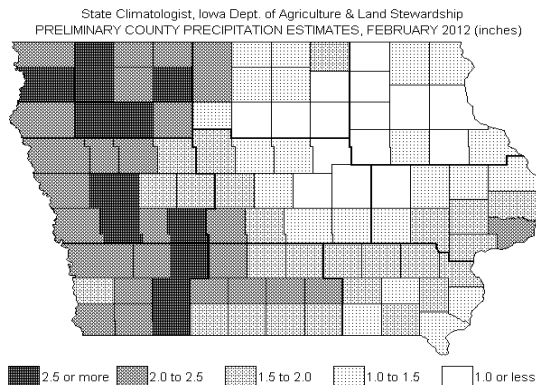 State Climatologist, Iowa Dept. of Agriculture & Land Stewardship
PRELIMINARY COUNTY PRECIPITATION ESTIMATES, FEBRUARY 2012 (inches)
2.5 or more 2.0 to 2.5 1.5 to 2.0 1.0 to 1.5 1.0 or less